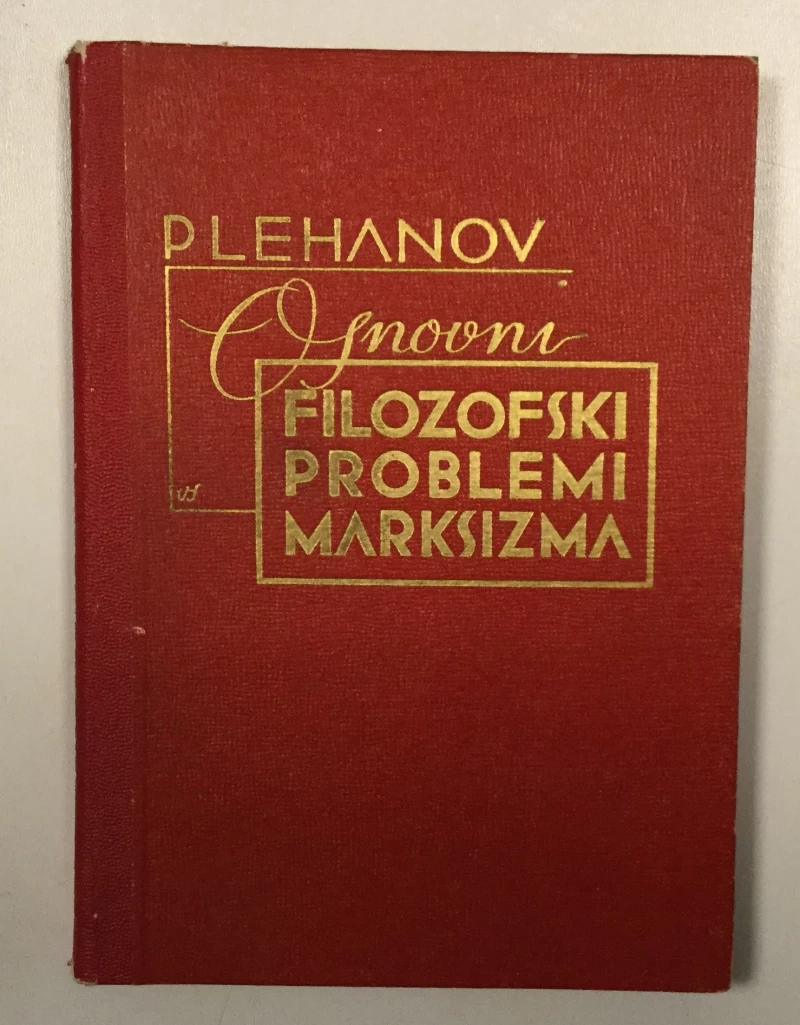 PLEHANOV
Osnovni
FILOZOFSKI
PROBLEMI
MARKSIZMA